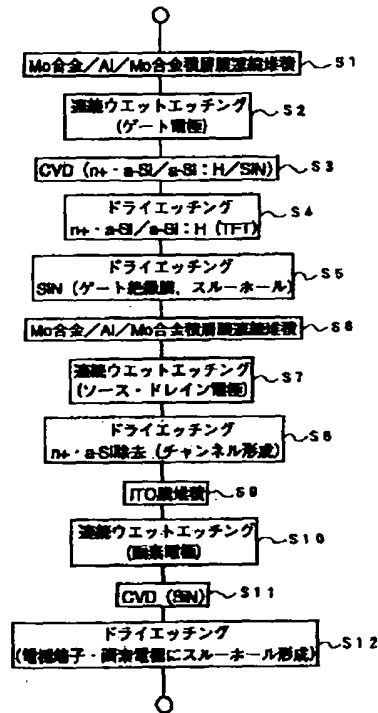 Mo合金/Al/Mo合金積層膜連続堆積 S1
連続ウエットエッチング S2
(ゲート電極)
CVD (n+・a-Si/a-Si:H/SiN) S3
ドライエッチング S4
n+・a-Si/a-Si:H (TFT)
ドライエッチング S5
SiN (ゲート絶縁膜、スルーホール)
Mo合金/Al/Mo合金積層膜連続堆積 S6
連続ウエットエッチング S7
(ソース・ドレイン電極)
ドライエッチング S8
n+・a-Si除去 (チャンネル形成)
ITO膜堆積 S9
連続ウエットエッチング S10
(画素電極)
CVD (SiN) S11
ドライエッチング S12
(電極端子・画素電極にスルーホール形成)